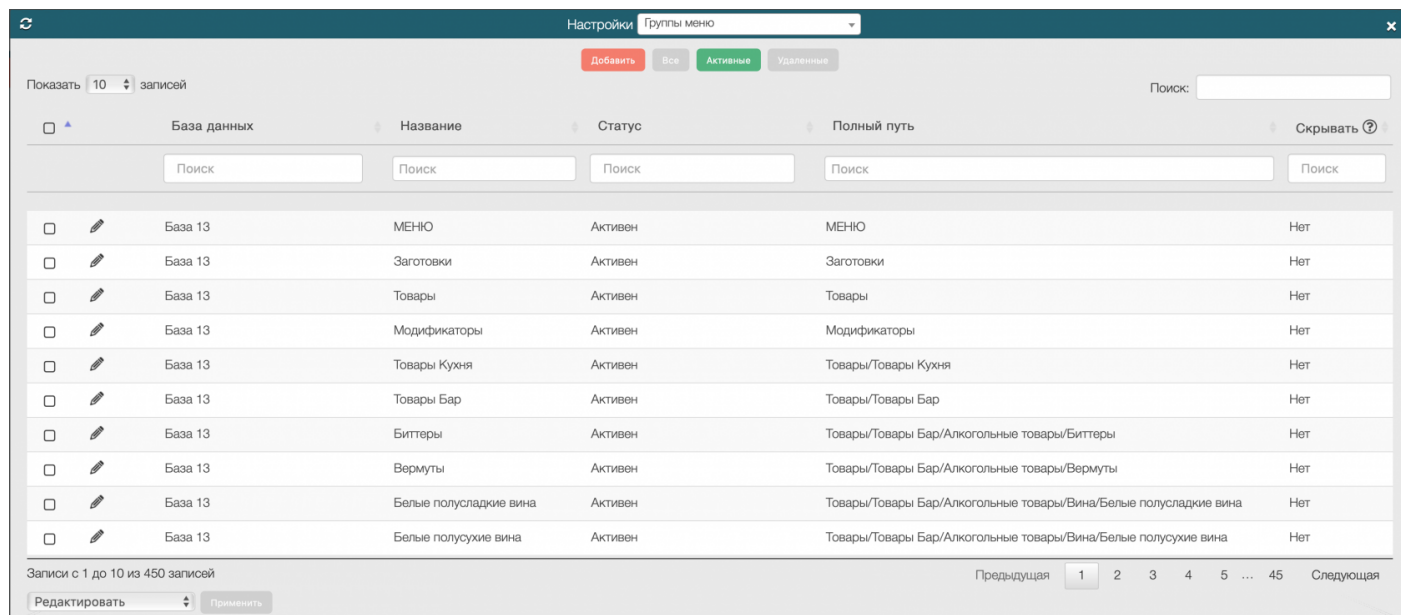 Настройки Группы меню
Добавить Все Активные Удаленные
Показать 10 записей
Поиск:
База данных Название Статус Полный путь Скрывать
Поиск Поиск Поиск Поиск Поиск
База 13 МЕНЮ Активен МЕНЮ Нет
База 13 Заготовки Активен Заготовки Нет
База 13 Товары Активен Товары Нет
База 13 Модификаторы Активен Модификаторы Нет
База 13 Товары Кухня Активен Товары/Товары Кухня Нет
База 13 Товары Бар Активен Товары/Товары Бар Нет
База 13 Биттеры Активен Товары/Товары Бар/Алкогольные товары/Биттеры Нет
База 13 Вермуты Активен Товары/Товары Бар/Алкогольные товары/Вермуты Нет
База 13 Белые полусладкие вина Активен Товары/Товары Бар/Алкогольные товары/Вина/Белые полусладкие вина Нет
База 13 Белые полусухие вина Активен Товары/Товары Бар/Алкогольные товары/Вина/Белые полусухие вина Нет
Записи с 1 до 10 из 450 записей
Предыдущая 1 2 3 4 5 ... 45 Следующая
Редактировать Применить